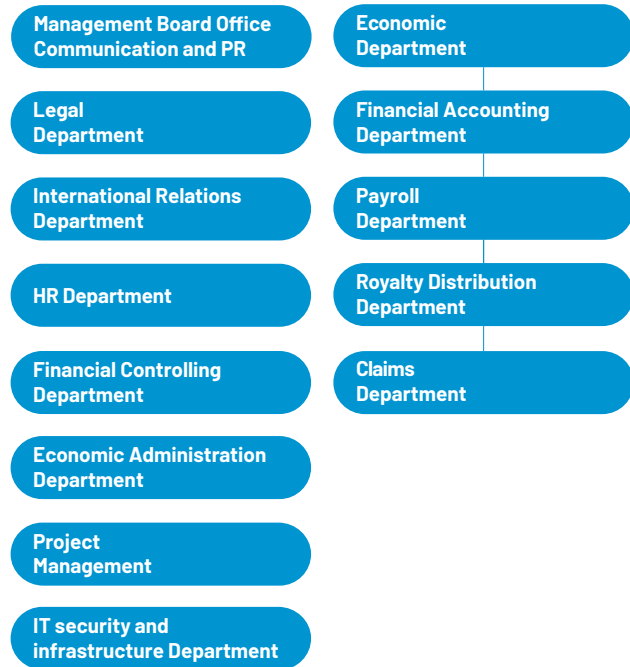 Management Board Office
Communication and PR
Legal
Department
International Relations
Department
HR Department
Financial Controlling
Department
Economic Administration
Department
Project
Management
IT security and
infrastructure Department
Economic
Department
Financial Accounting
Department
Payroll
Department
Royalty Distribution
Department
Claims
Department